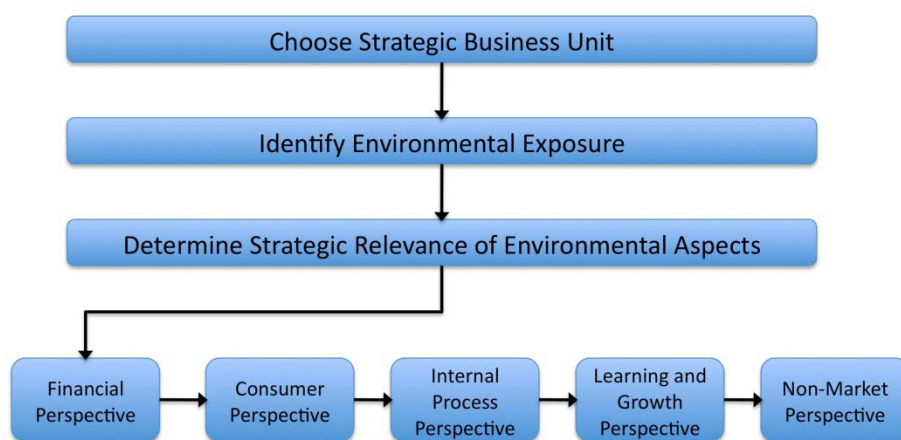 Choose Strategic Business Unit
Identify Environmental Exposure
Determine Strategic Relevance of Environmental Aspects
Financial
Perspective
Consumer
Perspective
Internal
Process
Perspective
Learning and
Growth
Perspective
Non-Market
Perspective